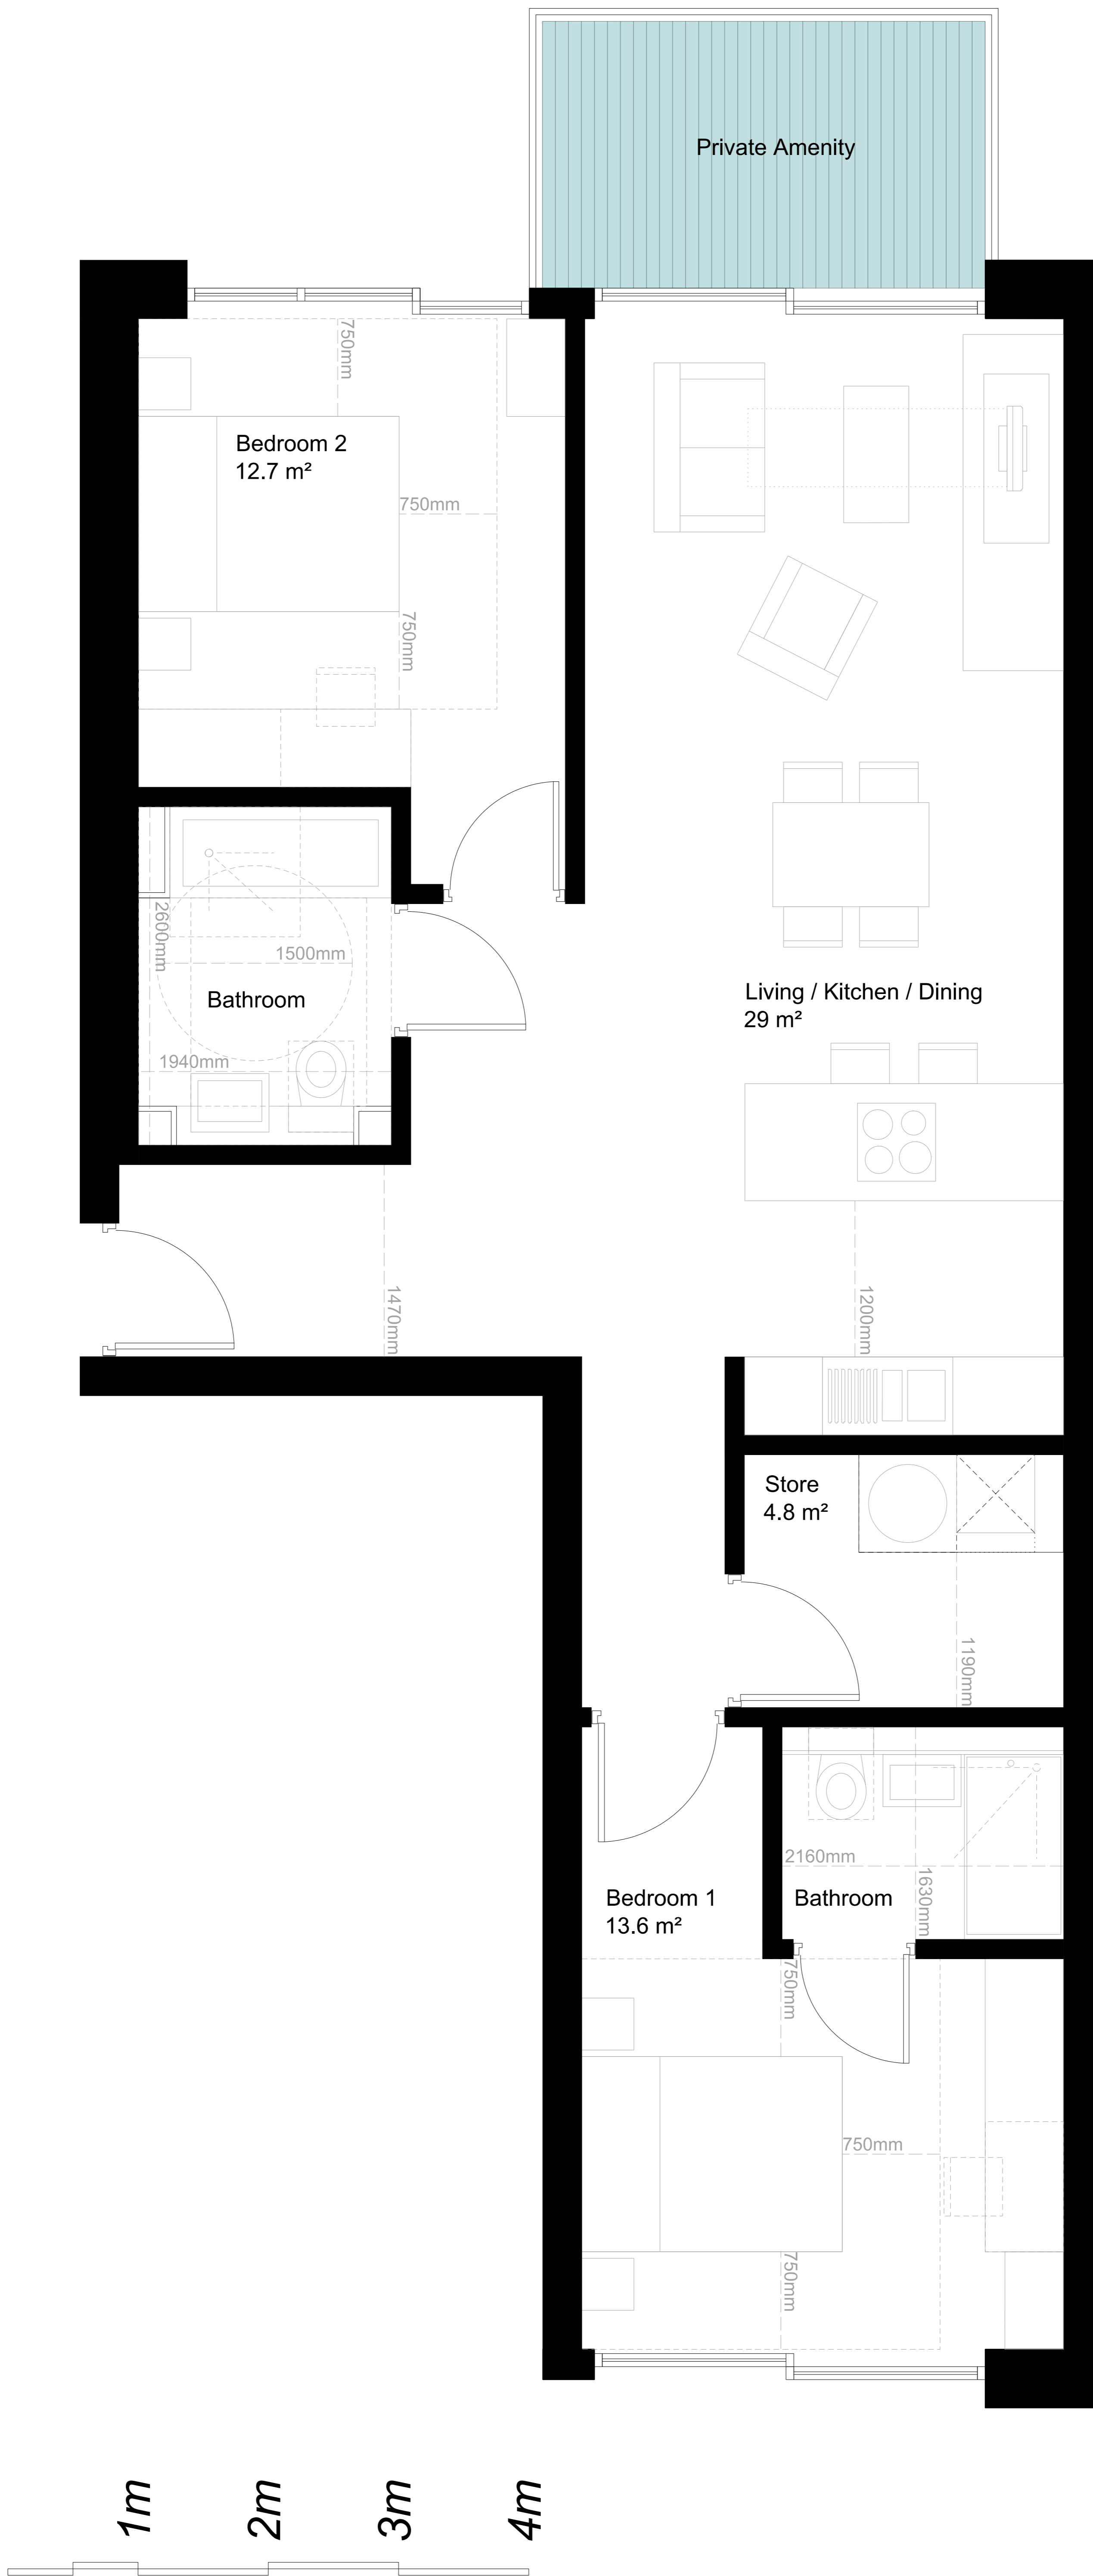 Private Amenity
750mm
Bedroom 2
12.7 m²
750mm
750mm
2600mm
1500mm
Bathroom
1940mm
Living / Kitchen / Dining
29 m²
1470mm
1200mm
Store
4.8 m²
1190mm
2160mm
1630mm
Bedroom 1
13.6 m²
Bathroom
750mm
750mm
750mm
1m
2m
3m
4m